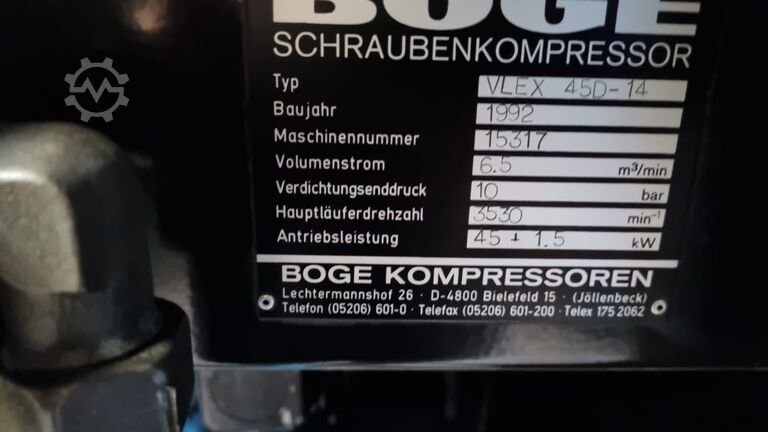 BOGE
SCHRAUBENKOMPRESSOR
Typ VLEX 45D-14
Baujahr 1992
Maschinennummer 15317
Volumenstrom 6.5 m³/min
Verdichtungsenddruck 10 bar
Hauptläuferdrehzahl 3530 min⁻¹
Antriebsleistung 45 + 1.5 kW
BOGE KOMPRESSOREN
Lechtermannshof 26 · D-4800 Bielefeld 15 · (Jöllenbeck)
Telefon (05206) 601-0 · Telefax (05206) 601-200 · Telex 175 2062